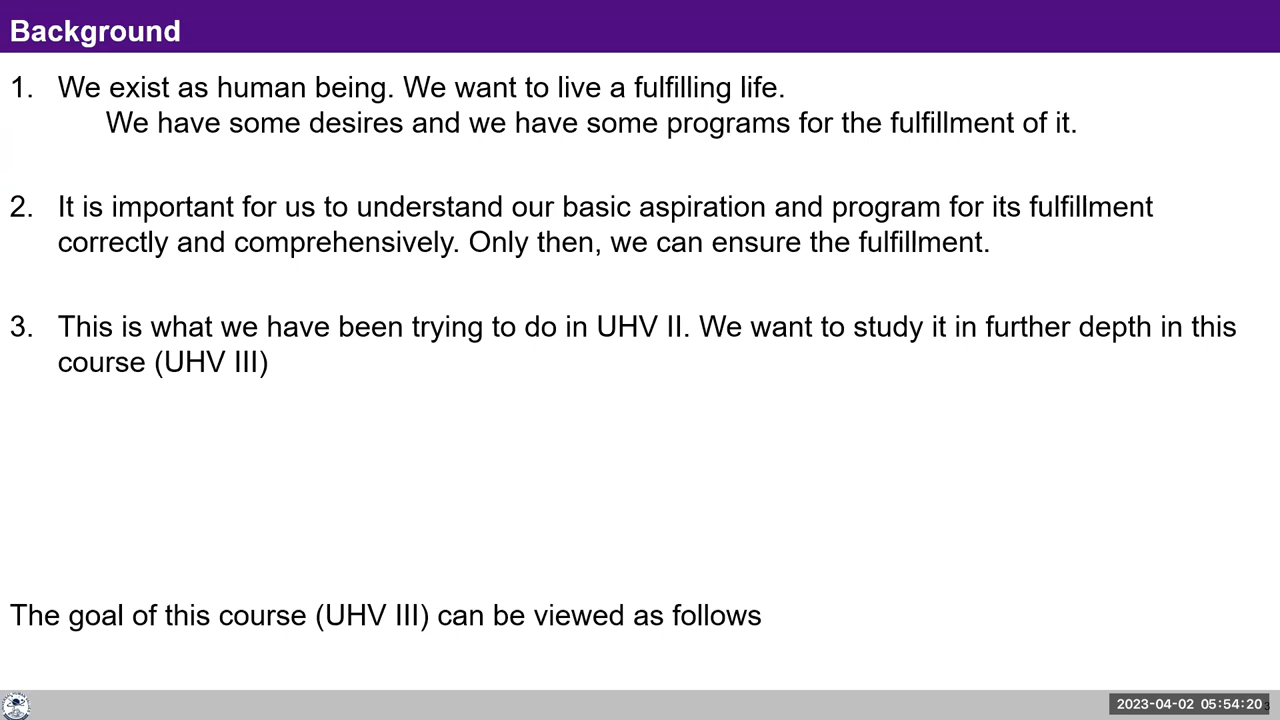 Background
1. We exist as human being. We want to live a fulfilling life.
We have some desires and we have some programs for the fulfillment of it.
2. It is important for us to understand our basic aspiration and program for its fulfillment
correctly and comprehensively. Only then, we can ensure the fulfillment.
3. This is what we have been trying to do in UHV II. We want to study it in further depth in this
course (UHV III)
The goal of this course (UHV III) can be viewed as follows
2023-04-02 05:54:20
3